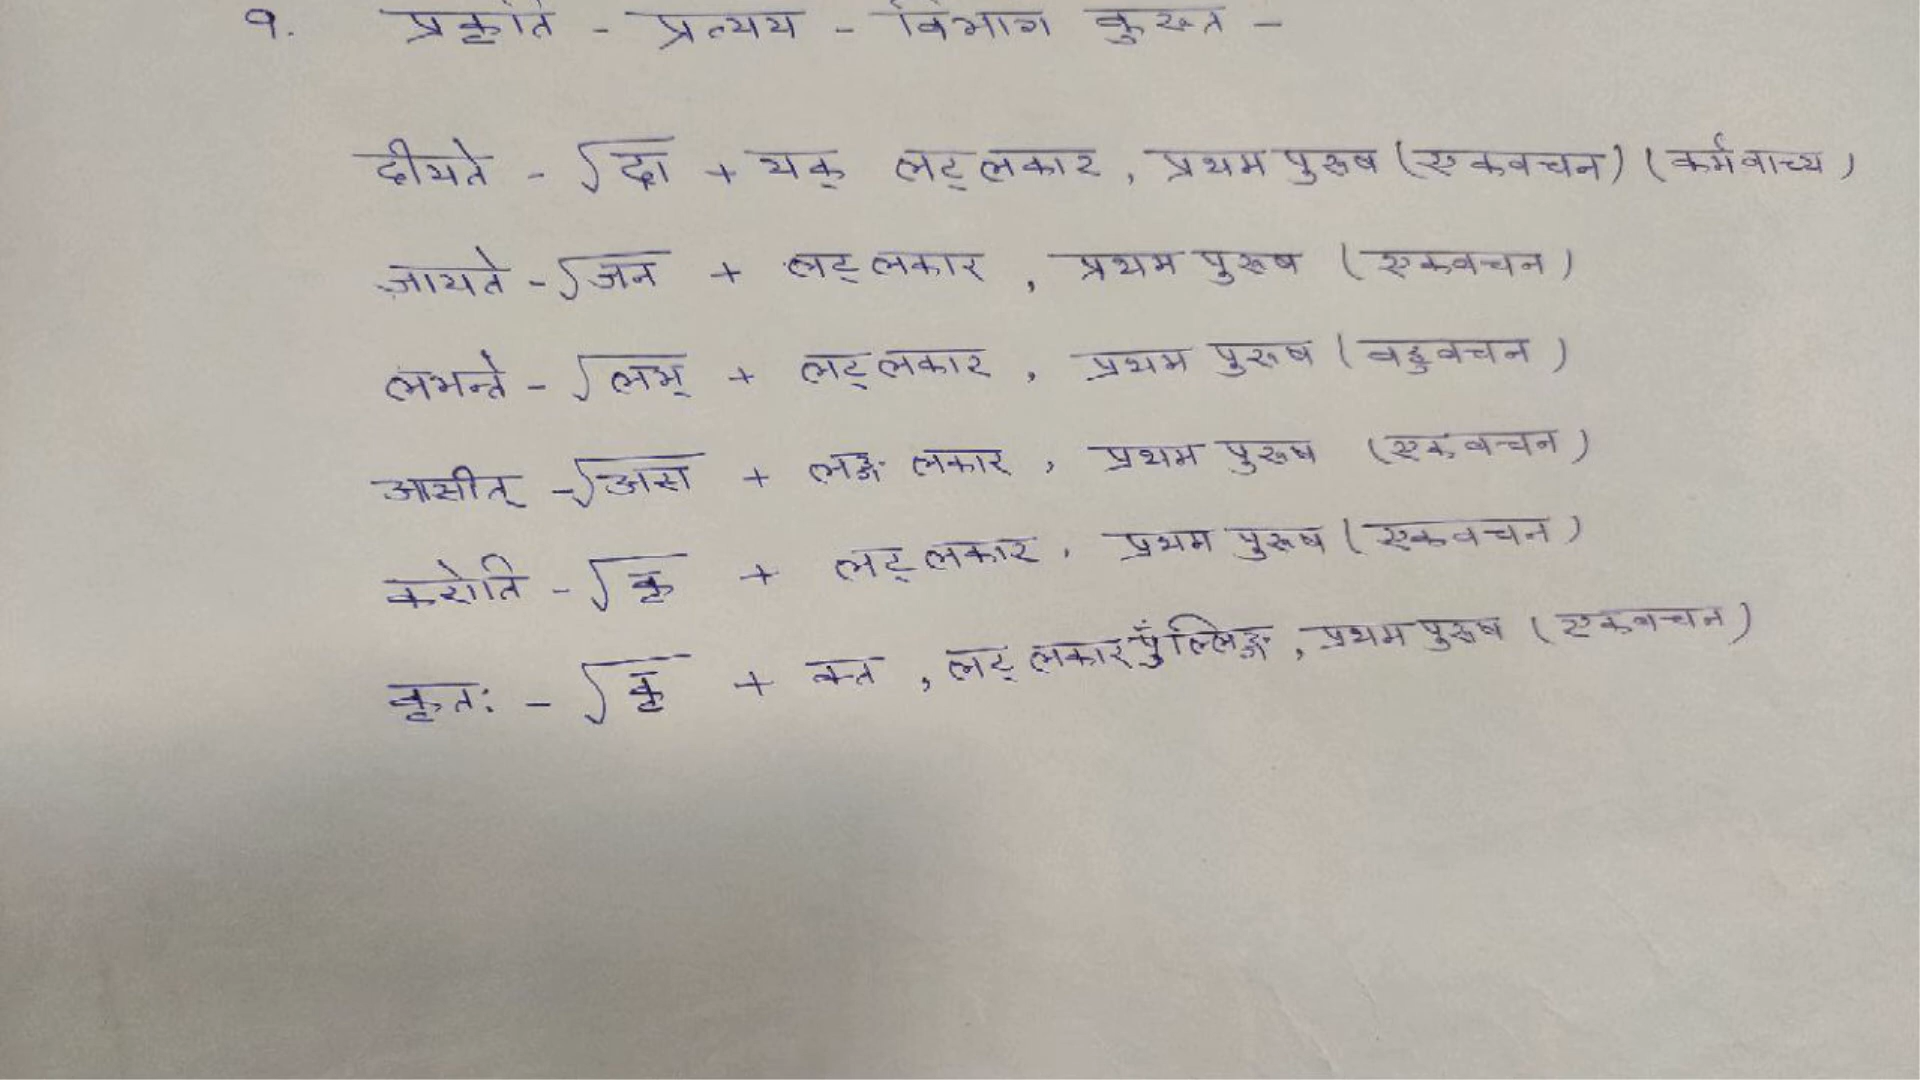 १. प्रकृति - प्रत्यय - विभाग कुरुत -
दीयते - √दा + यक् लट् लकार, प्रथम पुरूष (एकवचन) (कर्मवाच्य)
जायते - √जन + लट् लकार, प्रथम पुरूष (एकवचन)
लभन्ते - √लभ् + लट् लकार, प्रथम पुरूष (बहुवचन)
आसीत् - √अस + लङ्ग लकार, प्रथम पुरूष (एकवचन)
करोति - √कृ + लट् लकार, प्रथम पुरूष (एकवचन)
कृतः - √कृ + क्त, लट् लकार पुँल्लिङ्ग, प्रथम पुरूष (एकवचन)